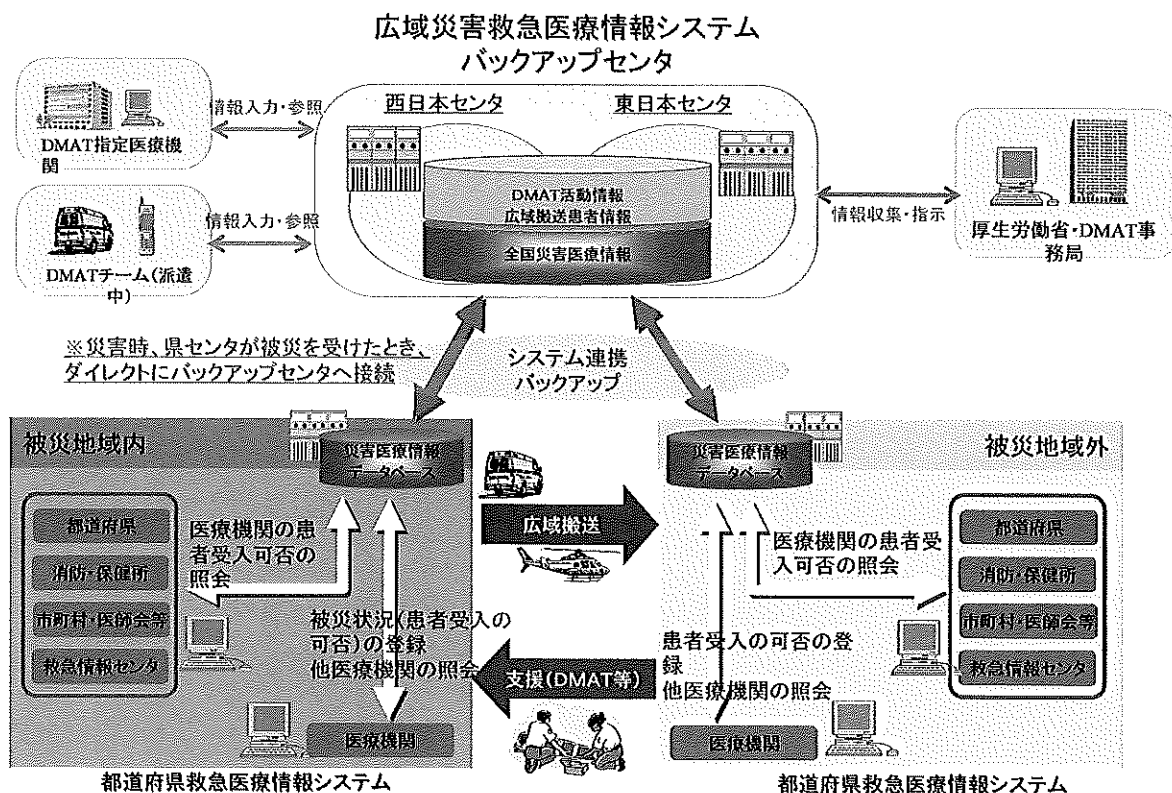 広域災害救急医療情報システム
バックアップセンタ
西日本センタ
東日本センタ
DMAT指定医療機
関
情報入力・参照
DMATチーム(派遣
中)
情報入力・参照
DMAT活動情報
広域搬送患者情報
全国災害医療情報
情報収集・指示
厚生労働省・DMAT事
務局
※災害時、県センタが被災を受けたとき、
ダイレクトにバックアップセンタへ接続
システム連携
バックアップ
被災地域内
災害医療情報
データベース
都道府県
消防・保健所
市町村・医師会等
救急情報センタ
医療機関の患
者受入可否の
照会
被災状況(患者受入の
可否)の登録
他医療機関の照会
医療機関
都道府県救急医療情報システム
広域搬送
支援(DMAT等)
被災地域外
災害医療情報
データベース
医療機関の患者受
入可否の照会
都道府県
消防・保健所
市町村・医師会等
救急情報センタ
患者受入の可否の登
録
他医療機関の照会
医療機関
都道府県救急医療情報システム